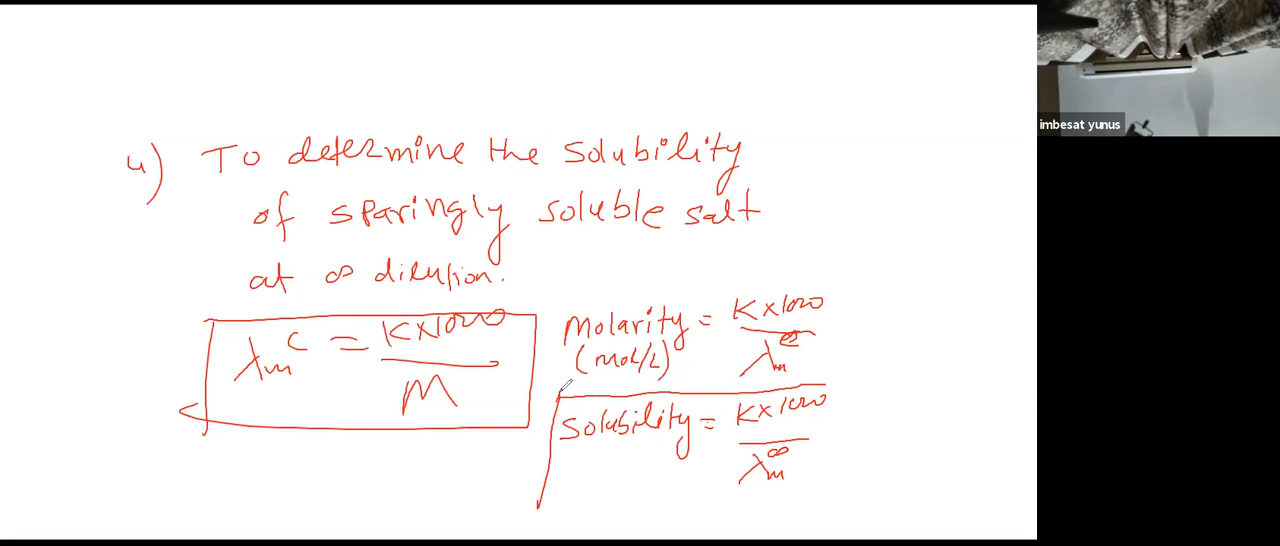 4) To determine the solubility
of sparingly soluble salt
at ∞ dilution.
λm^c = K×1000 / M
Molarity = K×1000 / λm^c
(mol/L)
Solubility = K×1000 / λm^∞
imbesat yunus